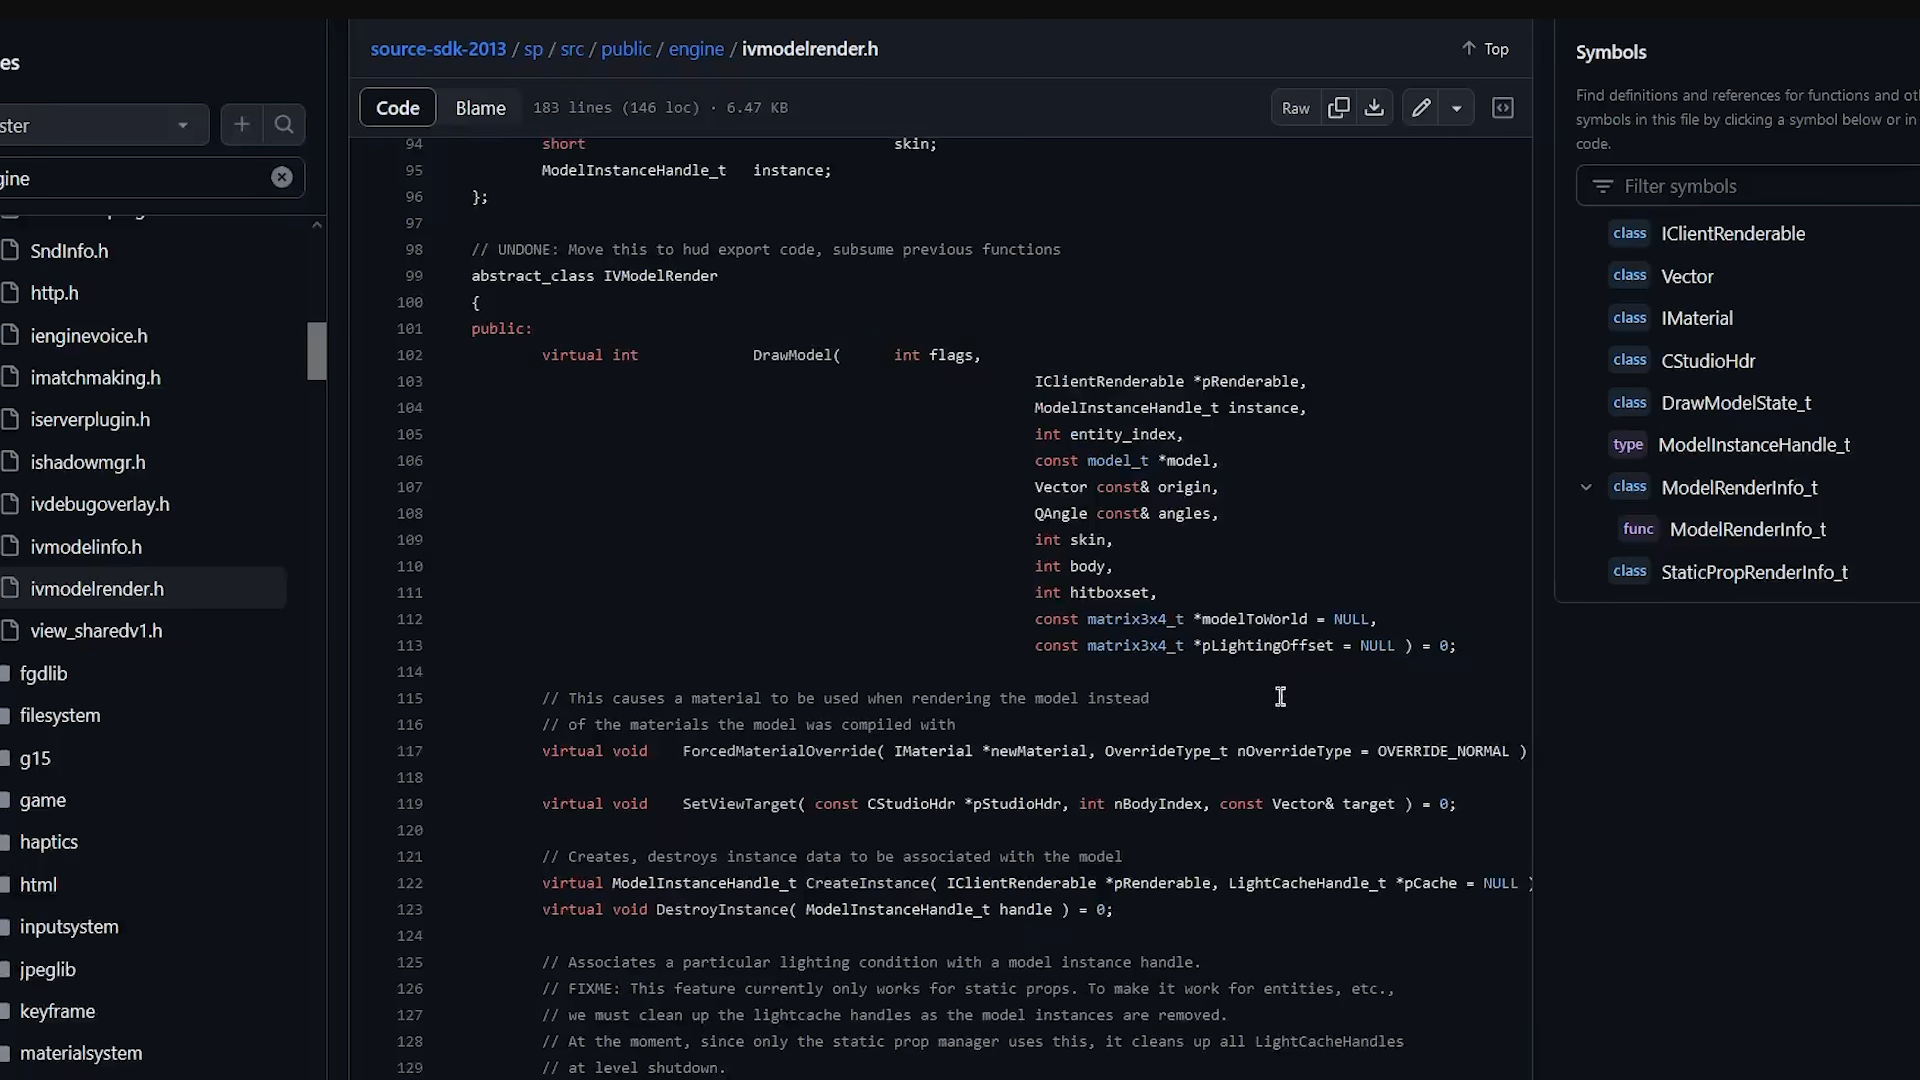 es
ster
gine
SndInfo.h
http.h
ienginevoice.h
imatchmaking.h
iserverplugin.h
ishadowmgr.h
ivdebugoverlay.h
ivmodelinfo.h
ivmodelrender.h
view_sharedv1.h
fgdlib
filesystem
g15
game
haptics
html
inputsystem
jpeglib
keyframe
materialsystem
source-sdk-2013 / sp / src / public / engine / ivmodelrender.h
Top
Code Blame 183 lines (146 loc) · 6.47 KB
Raw
94 short skin;
95 ModelInstanceHandle_t instance;
96 };
97
98 // UNDONE: Move this to hud export code, subsume previous functions
99 abstract_class IVModelRender
100 {
101 public:
102 virtual int DrawModel( int flags,
103 IClientRenderable *pRenderable,
104 ModelInstanceHandle_t instance,
105 int entity_index,
106 const model_t *model,
107 Vector const& origin,
108 QAngle const& angles,
109 int skin,
110 int body,
111 int hitboxset,
112 const matrix3x4_t *modelToWorld = NULL,
113 const matrix3x4_t *pLightingOffset = NULL ) = 0;
114
115 // This causes a material to be used when rendering the model instead
116 // of the materials the model was compiled with
117 virtual void ForcedMaterialOverride( IMaterial *newMaterial, OverrideType_t nOverrideType = OVERRIDE_NORMAL )
118
119 virtual void SetViewTarget( const CStudioHdr *pStudioHdr, int nBodyIndex, const Vector& target ) = 0;
120
121 // Creates, destroys instance data to be associated with the model
122 virtual ModelInstanceHandle_t CreateInstance( IClientRenderable *pRenderable, LightCacheHandle_t *pCache = NULL )
123 virtual void DestroyInstance( ModelInstanceHandle_t handle ) = 0;
124
125 // Associates a particular lighting condition with a model instance handle.
126 // FIXME: This feature currently only works for static props. To make it work for entities, etc.,
127 // we must clean up the lightcache handles as the model instances are removed.
128 // At the moment, since only the static prop manager uses this, it cleans up all LightCacheHandles
129 // at level shutdown.
Symbols
Find definitions and references for functions and ot
symbols in this file by clicking a symbol below or in
code.
Filter symbols
class IClientRenderable
class Vector
class IMaterial
class CStudioHdr
class DrawModelState_t
type ModelInstanceHandle_t
class ModelRenderInfo_t
func ModelRenderInfo_t
class StaticPropRenderInfo_t